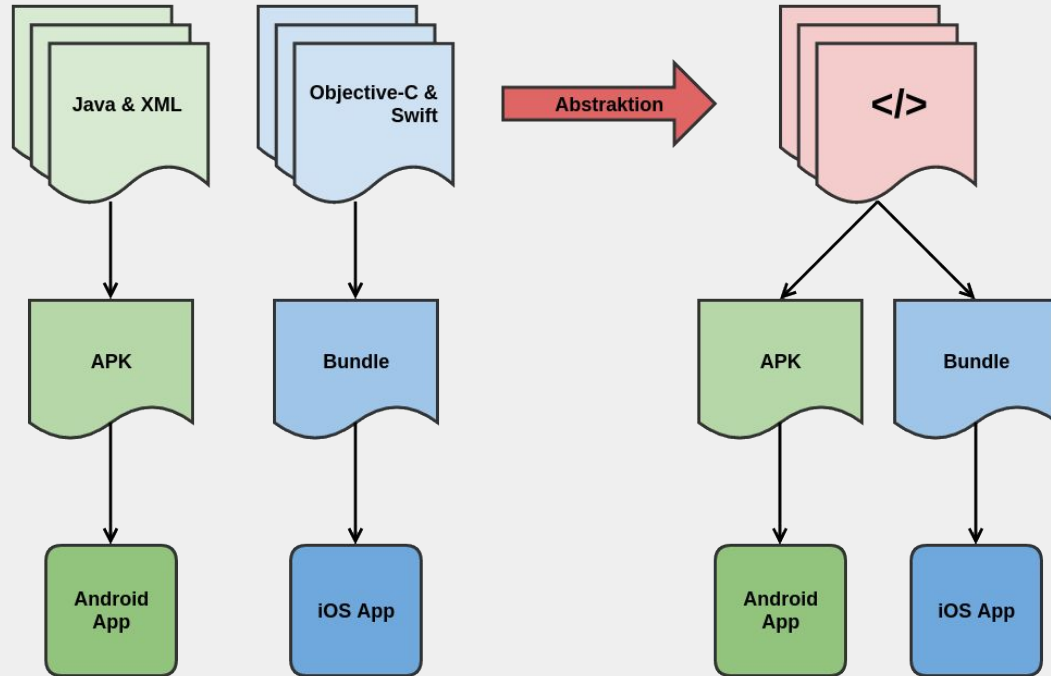 Java & XML
Objective-C &
Swift
Abstraktion
</>
APK
Bundle
APK
Bundle
Android
App
iOS App
Android
App
iOS App